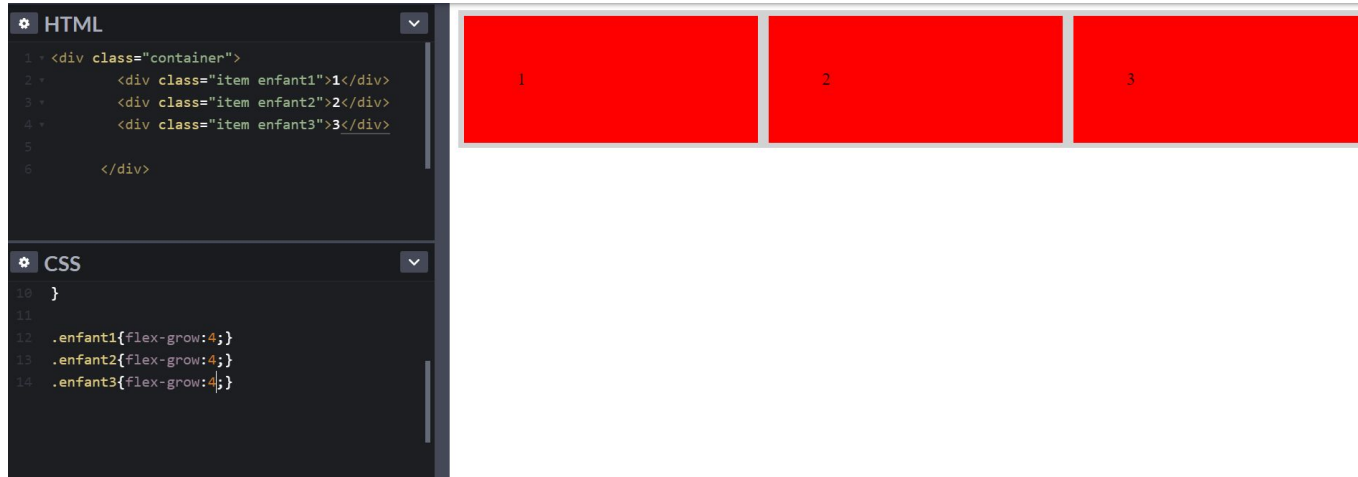 HTML
1 <div class="container">
2 <div class="item enfant1">1</div>
3 <div class="item enfant2">2</div>
4 <div class="item enfant3">3</div>
5
6 </div>
CSS
10 }
11
12 .enfant1{flex-grow:4;}
13 .enfant2{flex-grow:4;}
14 .enfant3{flex-grow:4;}
1 2 3